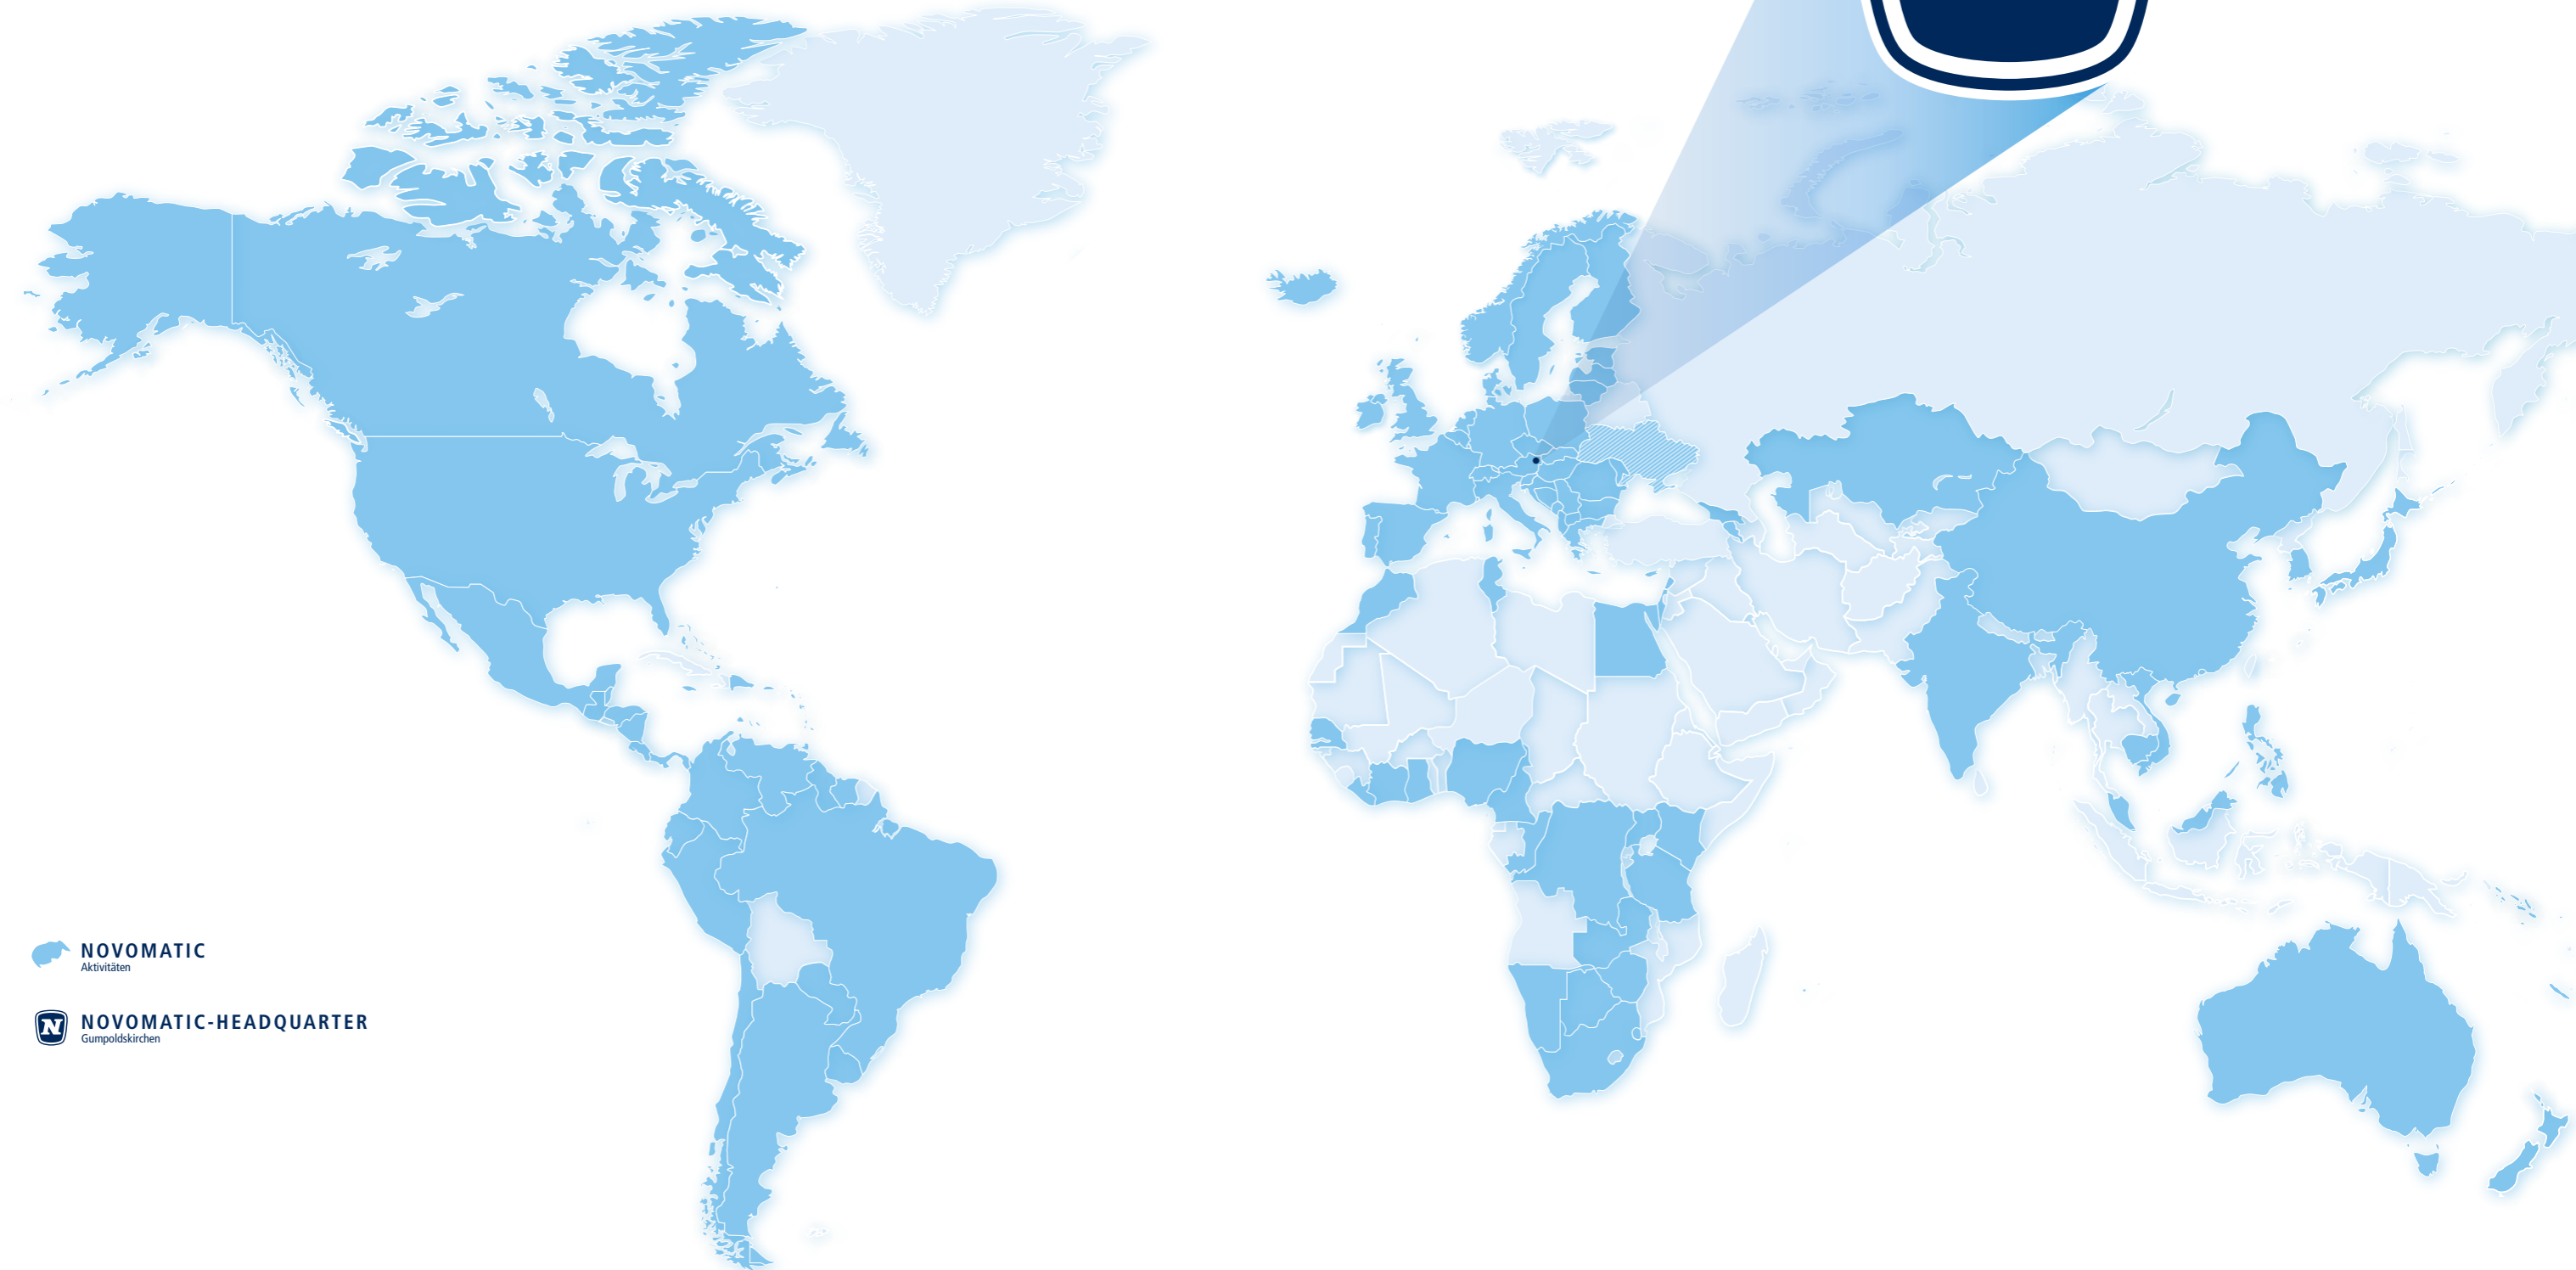 NOVOMATIC
Aktivitäten
N
NOVOMATIC-HEADQUARTER
Gumpoldskirchen